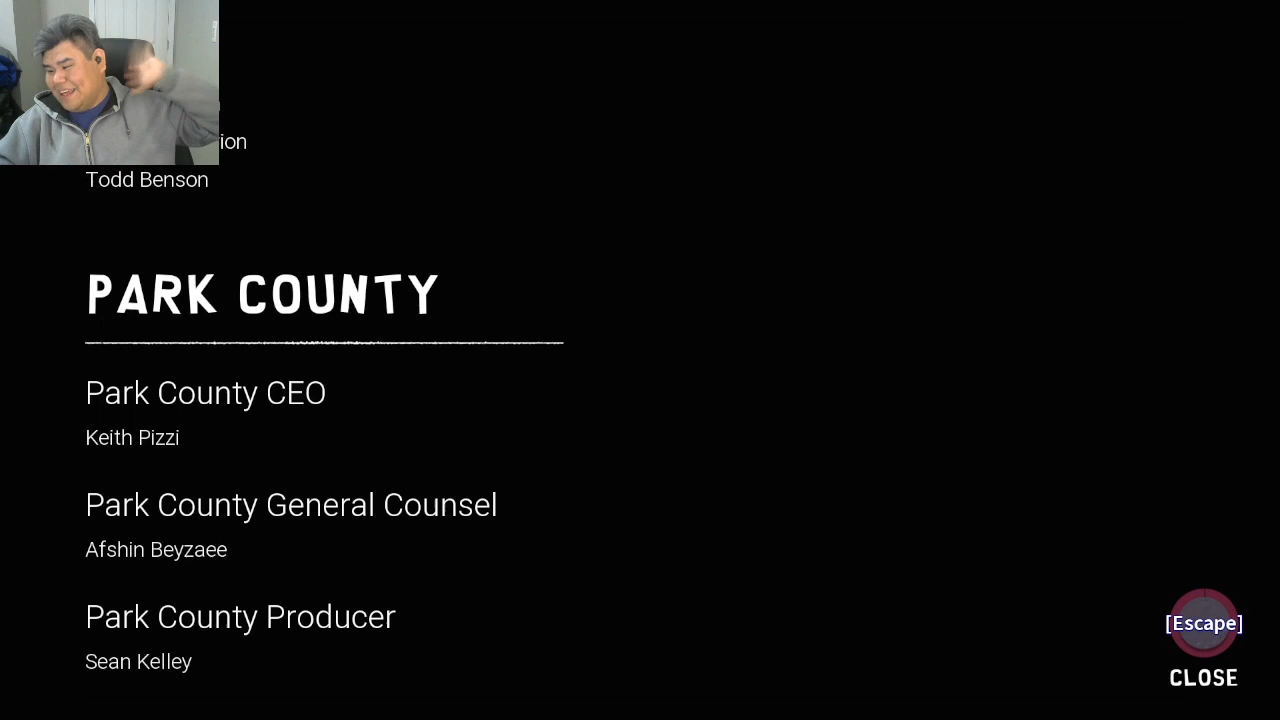 Todd Benson
PARK COUNTY
Park County CEO
Keith Pizzi
Park County General Counsel
Afshin Beyzaee
Park County Producer
Sean Kelley
[Escape]
CLOSE